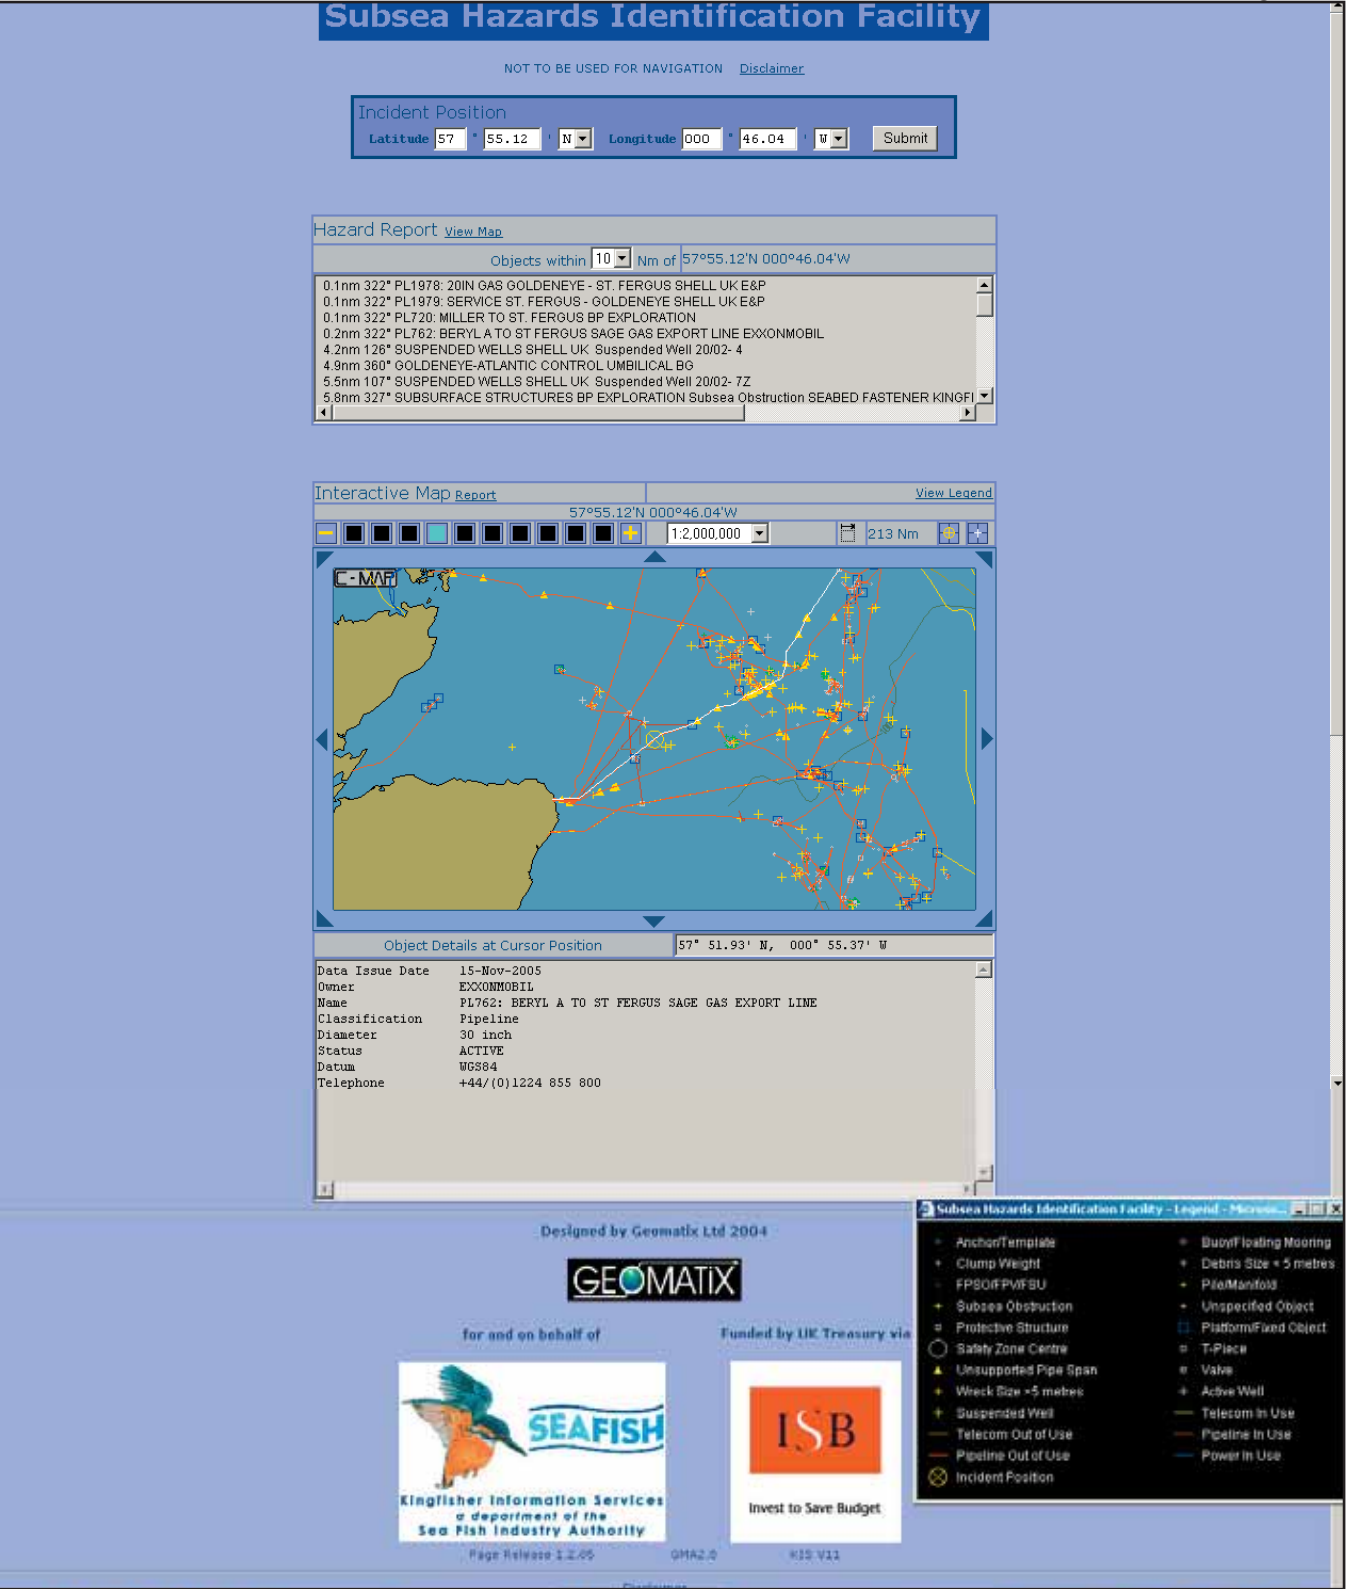 Subsea Hazards Identification Facility
NOT TO BE USED FOR NAVIGATION Disclaimer
Incident Position
Latitude 57 ° 55.12 ' N Longitude 000 ° 46.04 ' W Submit
Hazard Report View Map
Objects within 10 Nm of 57°55.12'N 000°46.04'W
0.1nm 322° PL1978: 20IN GAS GOLDENEYE - ST. FERGUS SHELL UK E&P
0.1nm 322° PL1979: SERVICE ST. FERGUS - GOLDENEYE SHELL UK E&P
0.1nm 322° PL720: MILLER TO ST. FERGUS BP EXPLORATION
0.2nm 322° PL762: BERYL A TO ST FERGUS SAGE GAS EXPORT LINE EXXONMOBIL
4.2nm 126° SUSPENDED WELLS SHELL UK Suspended Well 20/02- 4
4.9nm 360° GOLDENEYE-ATLANTIC CONTROL UMBILICAL BG
5.5nm 107° SUSPENDED WELLS SHELL UK Suspended Well 20/02- 7Z
5.8nm 327° SUBSURFACE STRUCTURES BP EXPLORATION Subsea Obstruction SEABED FASTENER KINGFI
Interactive Map Report View Legend
57°55.12'N 000°46.04'W
1:2,000,000 213 Nm
C-MAP
Object Details at Cursor Position 57° 51.93' N, 000° 55.37' W
Data Issue Date 15-Nov-2005
Owner EXXONMOBIL
Name PL762: BERYL A TO ST FERGUS SAGE GAS EXPORT LINE
Classification Pipeline
Diameter 30 inch
Status ACTIVE
Datum WGS84
Telephone +44/(0)1224 855 800
Designed by Geomatix Ltd 2004
GEOMATIX
for and on behalf of Funded by UK Treasury via
SEAFISH
Kingfisher Information Services
a department of the
Sea Fish Industry Authority
ISB
Invest to Save Budget
Page Release 1.2.05 GMA2.0 KIS V11
Disclaimer
Subsea Hazards Identification Facility - Legend - Microso...
Anchor/Template Buoy/Floating Mooring
Clump Weight Debris Size < 5 metres
FPSO/FPV/FSU Pile/Manifold
Subsea Obstruction Unspecified Object
Protective Structure Platform/Fixed Object
Safety Zone Centre T-Piece
Unsupported Pipe Span Valve
Wreck Size >5 metres Active Well
Suspended Well Telecom In Use
Telecom Out of Use Pipeline In Use
Pipeline Out of Use Power In Use
Incident Position